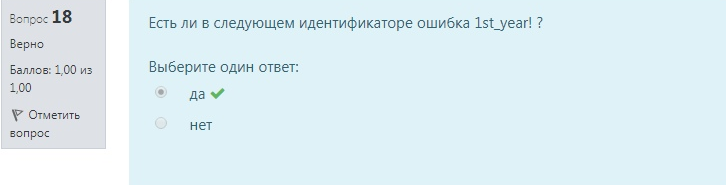 Вопрос 18
Верно
Баллов: 1,00 из
1,00
Отметить
вопрос
Есть ли в следующем идентификаторе ошибка 1st_year! ?
Выберите один ответ:
да
нет